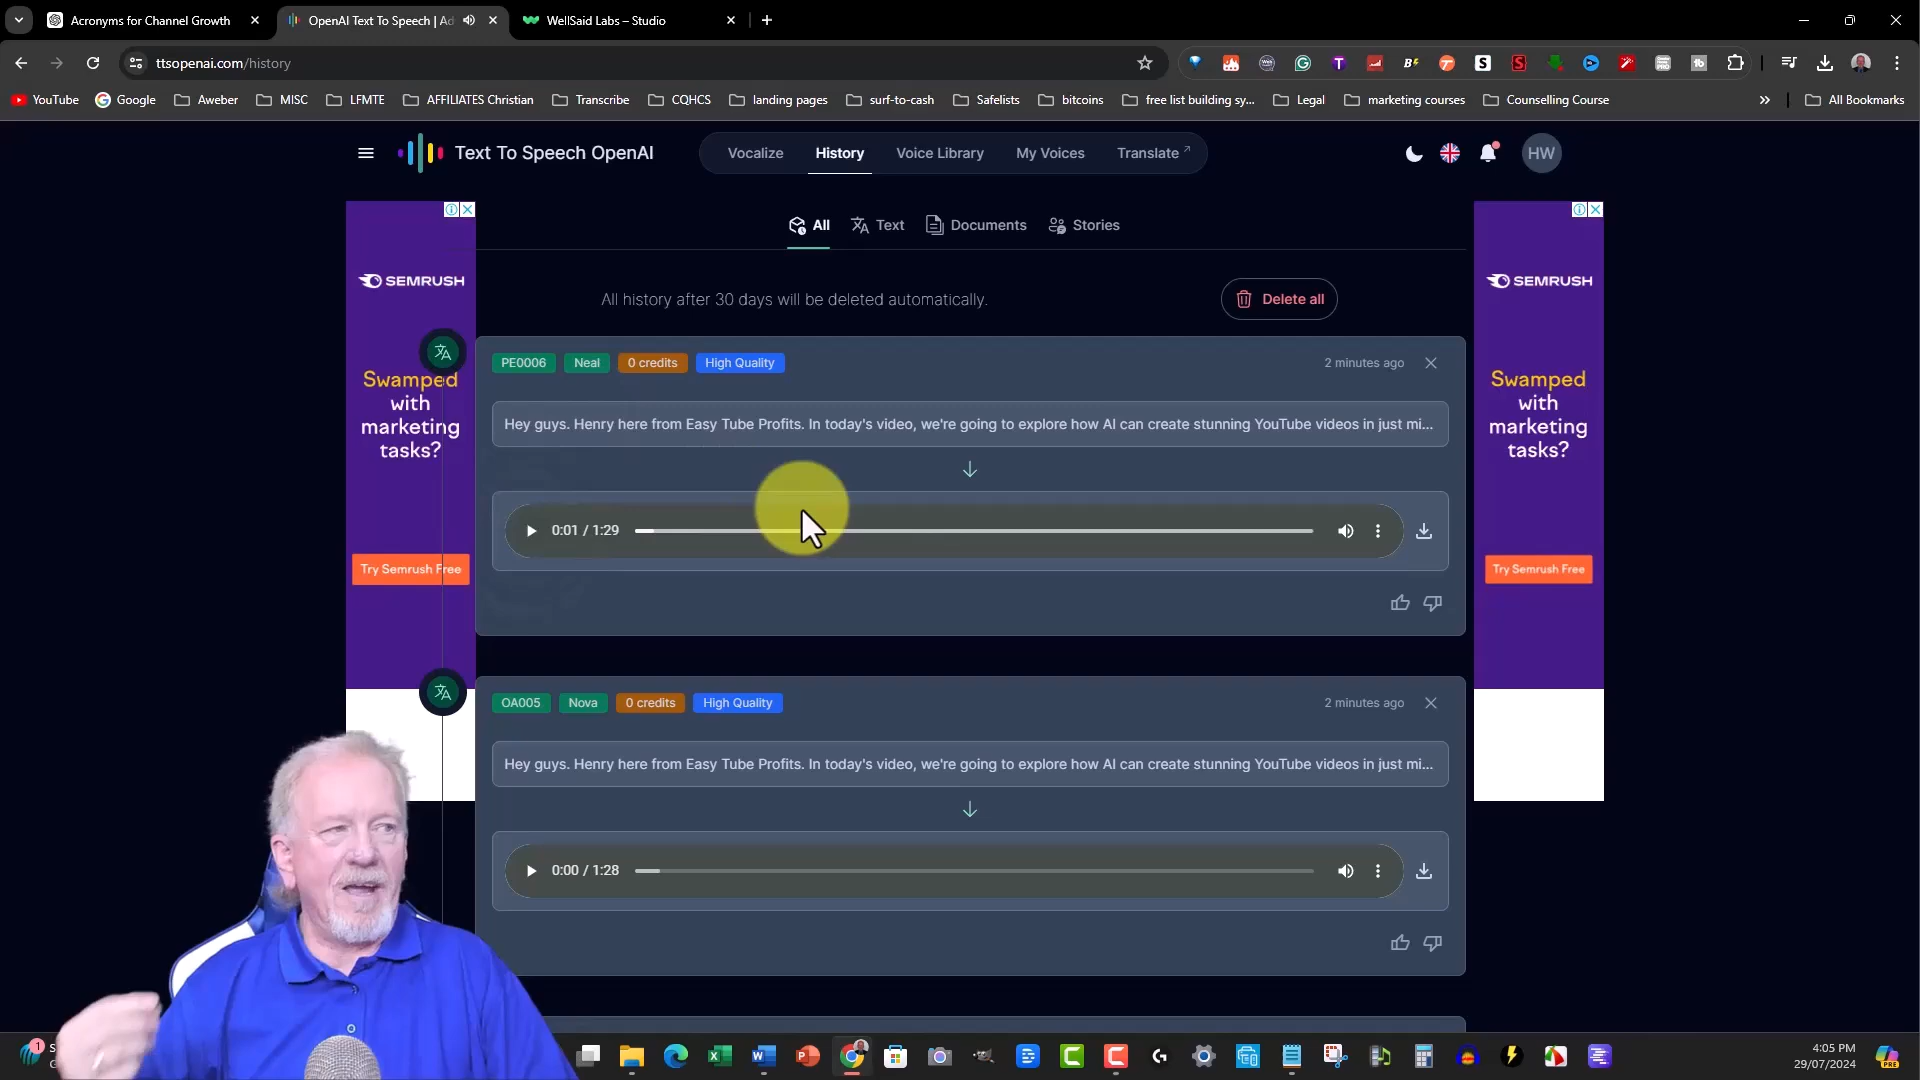 Acronyms for Channel Growth
OpenAI Text To Speech | Ad
WellSaid Labs – Studio
ttsopenai.com/history
YouTube
Google
Aweber
MISC
LFMTE
AFFILIATES Christian
Transcribe
CQHCS
landing pages
surf-to-cash
Safelists
bitcoins
free list building sy...
Legal
marketing courses
Counselling Course
All Bookmarks
Text To Speech OpenAI
Vocalize
History
Voice Library
My Voices
Translate
HW
All
Text
Documents
Stories
All history after 30 days will be deleted automatically.
Delete all
SEMRUSH
Swamped
with
marketing
tasks?
Try Semrush Free
PE0006
Neal
0 credits
High Quality
2 minutes ago
Hey guys. Henry here from Easy Tube Profits. In today's video, we're going to explore how AI can create stunning YouTube videos in just mi...
0:01 / 1:29
OA005
Nova
0 credits
High Quality
2 minutes ago
Hey guys. Henry here from Easy Tube Profits. In today's video, we're going to explore how AI can create stunning YouTube videos in just mi...
0:00 / 1:28
SEMRUSH
Swamped
with
marketing
tasks?
Try Semrush Free
4:05 PM
29/07/2024